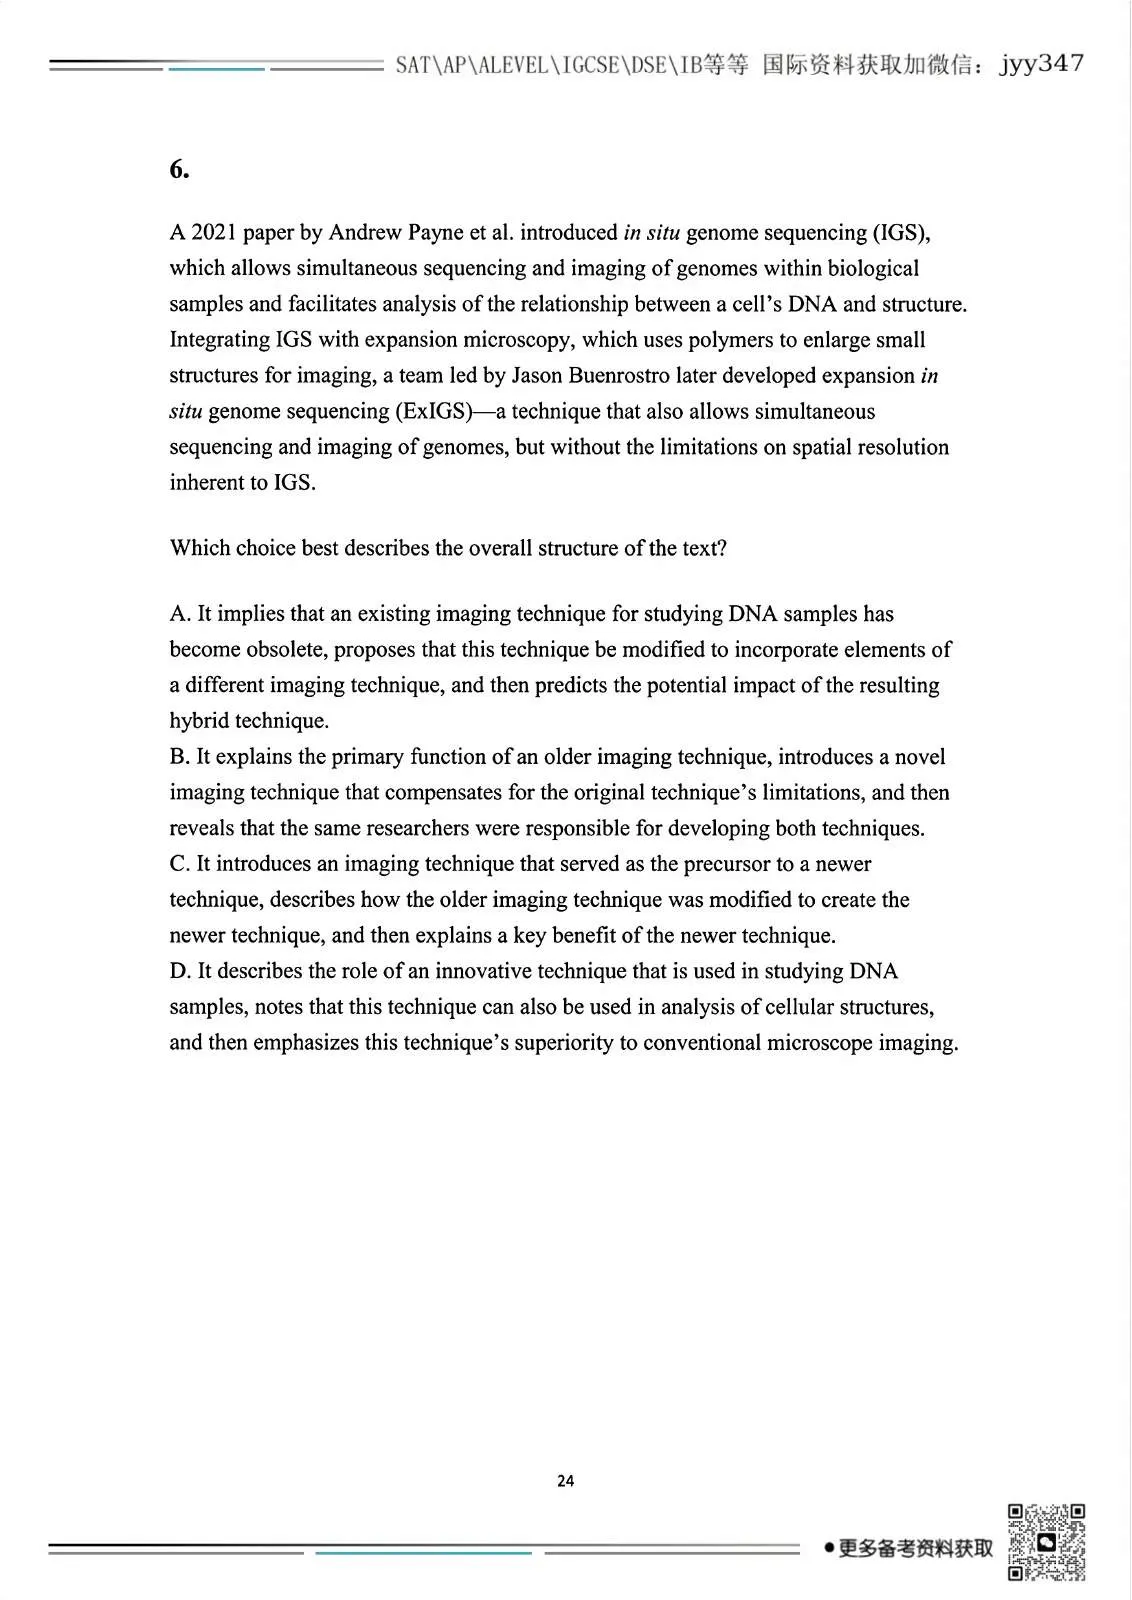 SAT\AP\ALEVEL\IGCSE\DSE\IB等等 国际资料获取加微信：jyy347
6.
A 2021 paper by Andrew Payne et al. introduced in situ genome sequencing (IGS),
which allows simultaneous sequencing and imaging of genomes within biological
samples and facilitates analysis of the relationship between a cell’s DNA and structure.
Integrating IGS with expansion microscopy, which uses polymers to enlarge small
structures for imaging, a team led by Jason Buenrostro later developed expansion in
situ genome sequencing (ExIGS)—a technique that also allows simultaneous
sequencing and imaging of genomes, but without the limitations on spatial resolution
inherent to IGS.
Which choice best describes the overall structure of the text?
A. It implies that an existing imaging technique for studying DNA samples has
become obsolete, proposes that this technique be modified to incorporate elements of
a different imaging technique, and then predicts the potential impact of the resulting
hybrid technique.
B. It explains the primary function of an older imaging technique, introduces a novel
imaging technique that compensates for the original technique’s limitations, and then
reveals that the same researchers were responsible for developing both techniques.
C. It introduces an imaging technique that served as the precursor to a newer
technique, describes how the older imaging technique was modified to create the
newer technique, and then explains a key benefit of the newer technique.
D. It describes the role of an innovative technique that is used in studying DNA
samples, notes that this technique can also be used in analysis of cellular structures,
and then emphasizes this technique’s superiority to conventional microscope imaging.
24
●更多备考资料获取